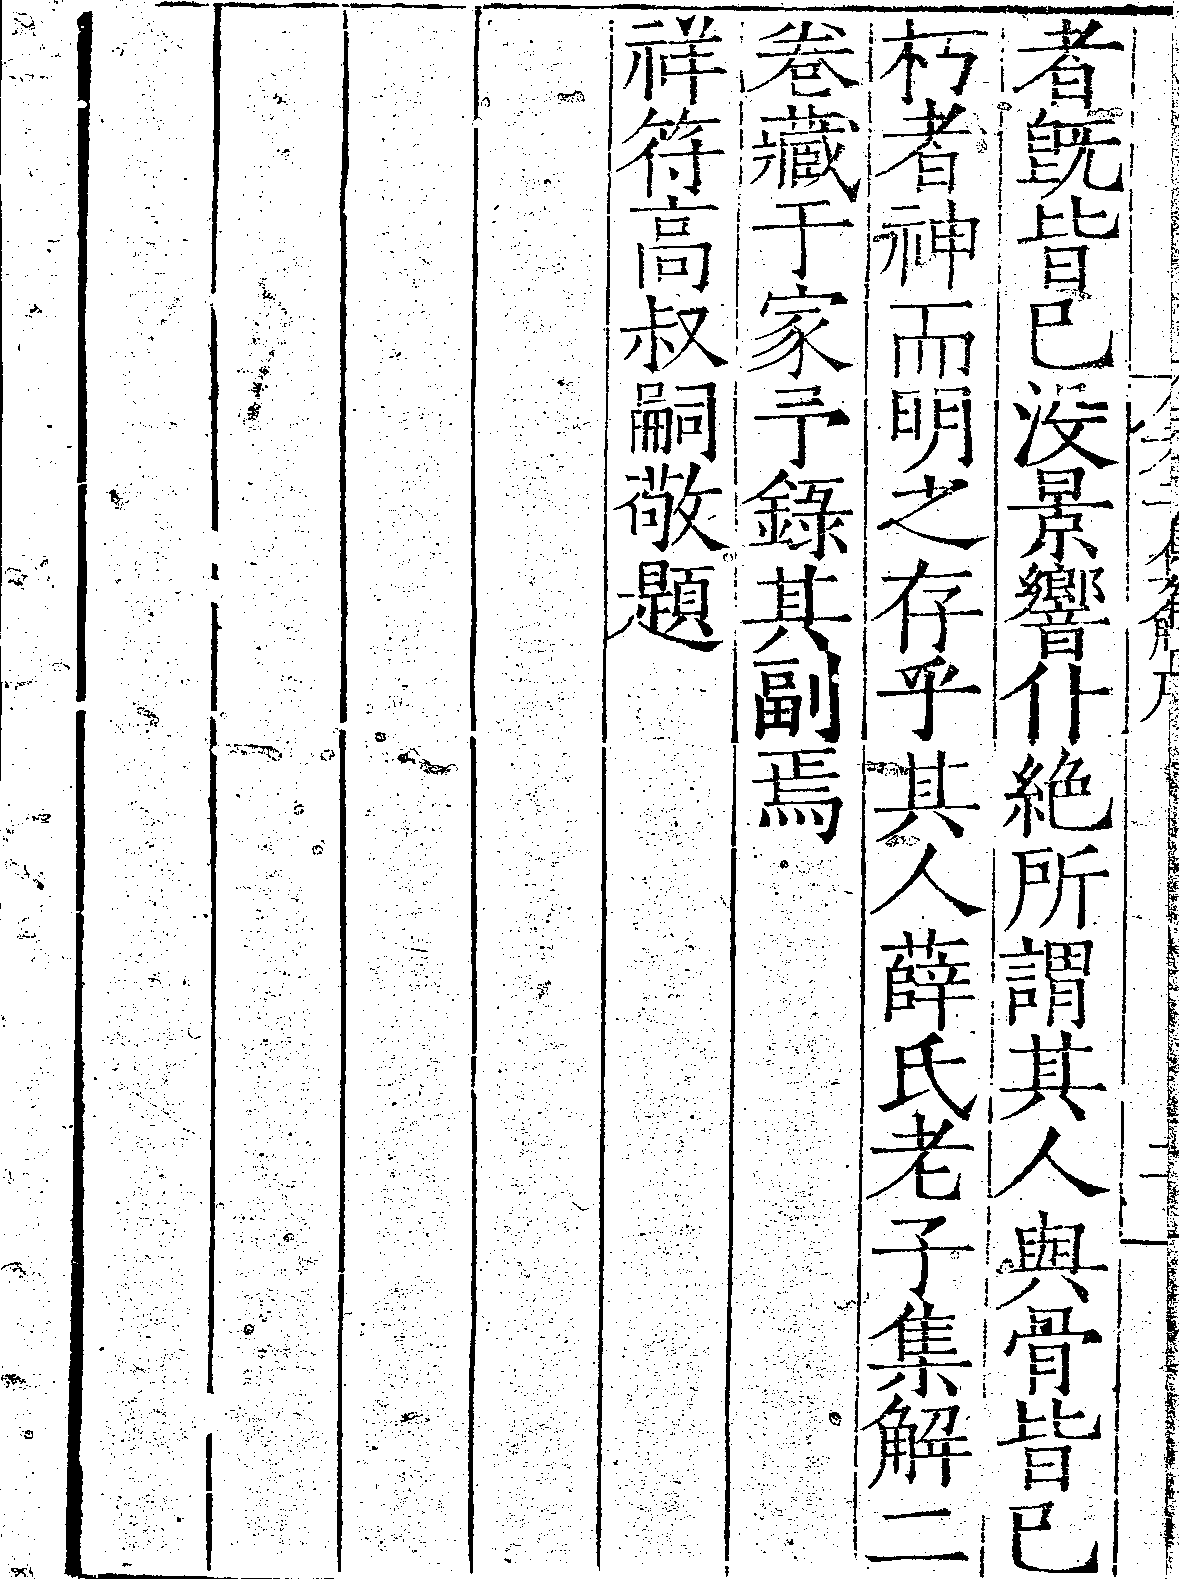 者旣皆已沒景響什絶所謂其人與骨皆已
朽者神而明之存乎其人薛氏老子集解二
卷藏于家予錄其副焉
祥符高叔嗣敬題